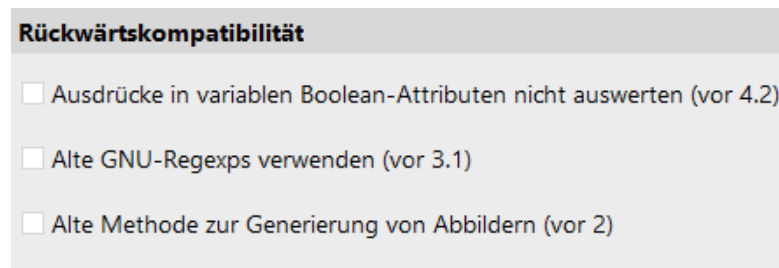 Rückwärtskompatibilität
Ausdrücke in variablen Boolean-Attributen nicht auswerten (vor 4.2)
Alte GNU-Regexps verwenden (vor 3.1)
Alte Methode zur Generierung von Abbildern (vor 2)